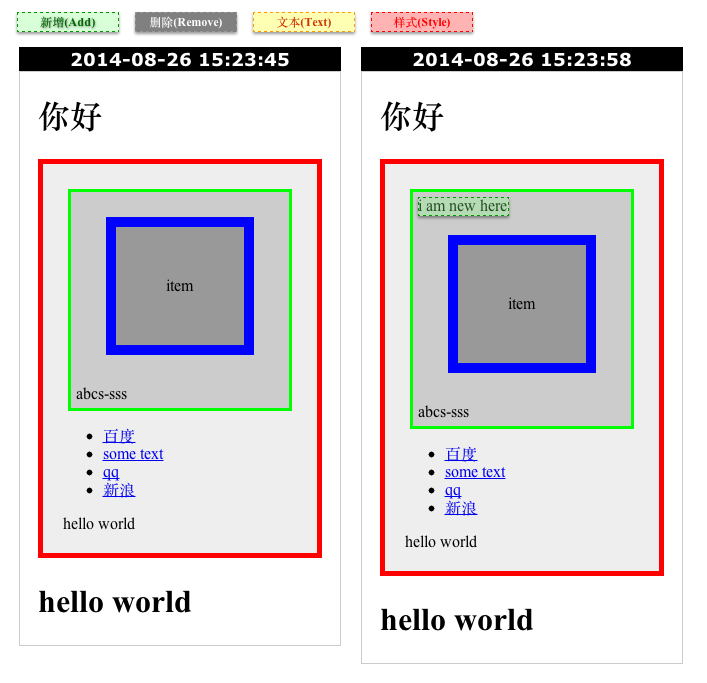 新增(Add)
删除(Remove)
文本(Text)
样式(Style)
2014-08-26 15:23:45
你好
item
abcs-sss
百度
some text
qq
新浪
hello world
hello world
2014-08-26 15:23:58
你好
i am new here
item
abcs-sss
百度
some text
qq
新浪
hello world
hello world